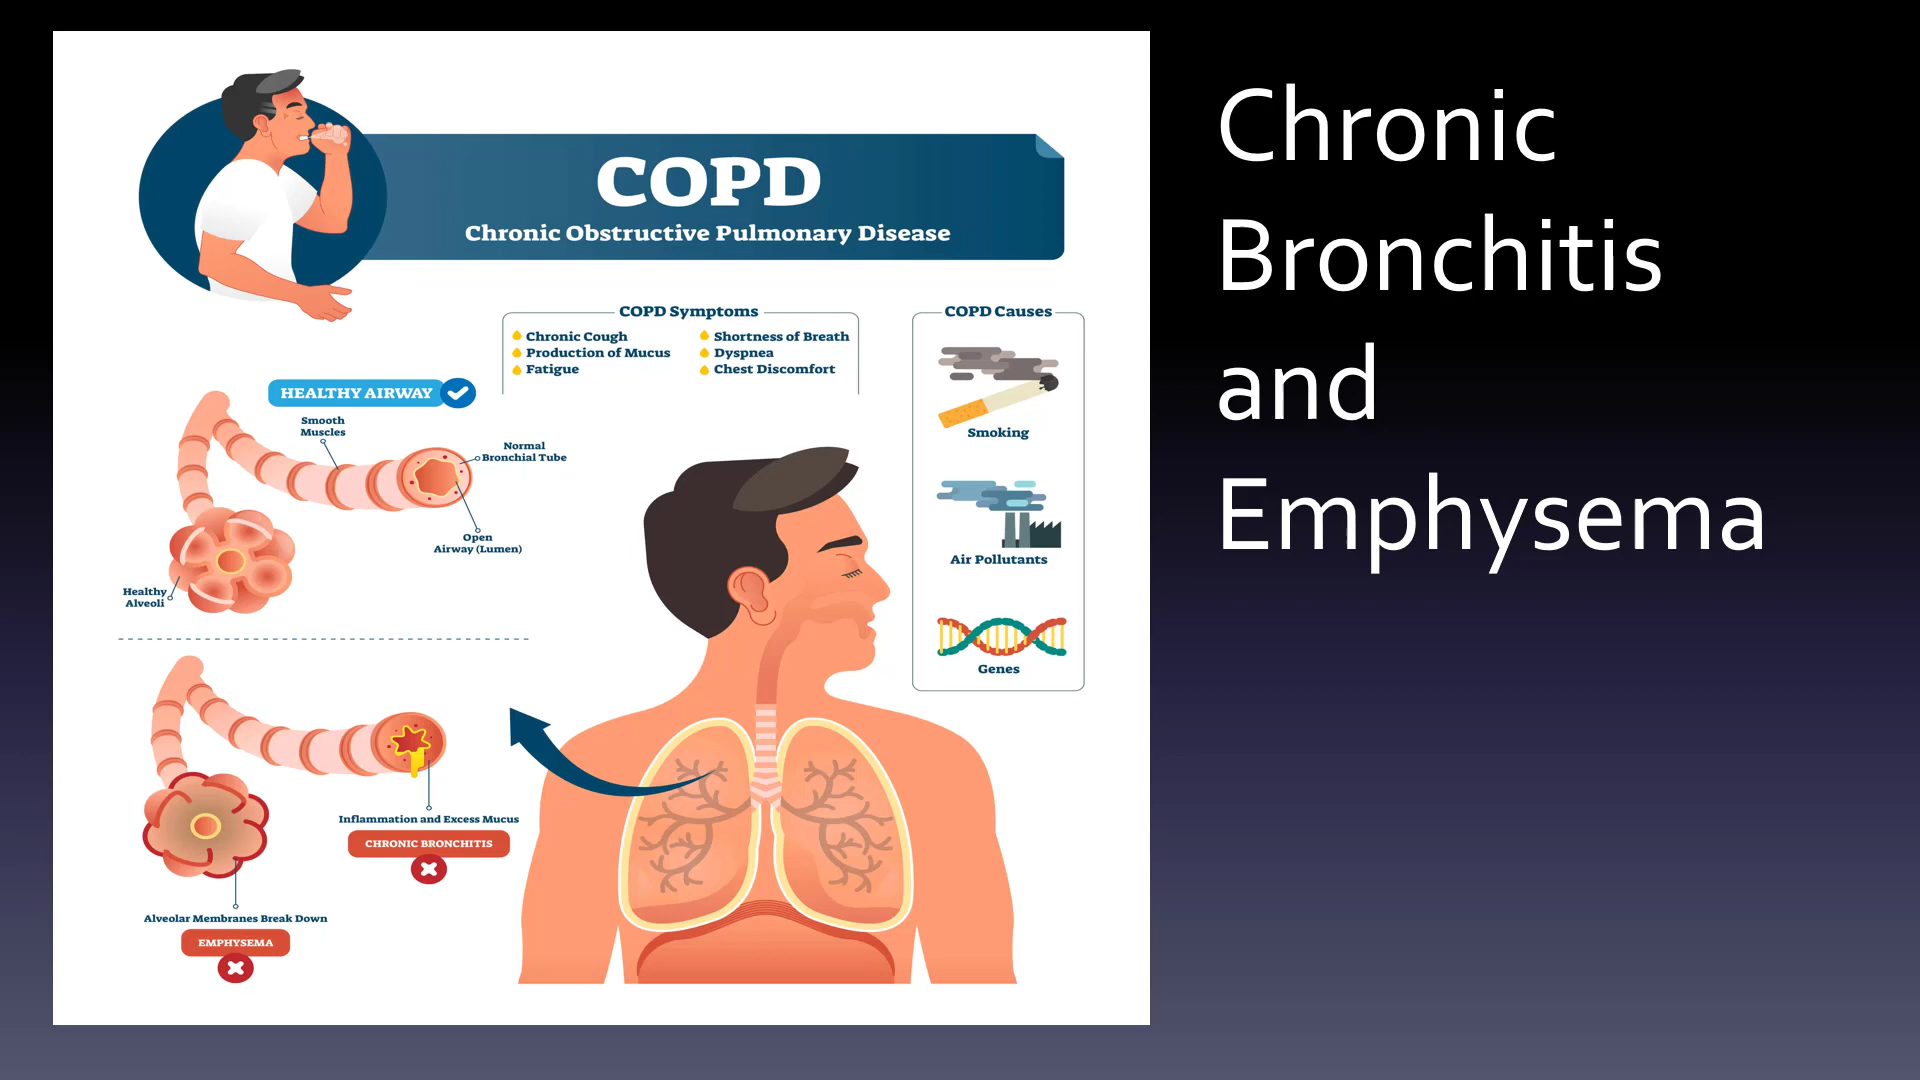 COPD
Chronic Obstructive Pulmonary Disease
COPD Symptoms
Chronic Cough
Production of Mucus
Fatigue
Shortness of Breath
Dyspnea
Chest Discomfort
COPD Causes
Smoking
Air Pollutants
Genes
HEALTHY AIRWAY
Smooth
Muscles
Normal
Bronchial Tube
Open
Airway (Lumen)
Healthy
Alveoli
Inflammation and Excess Mucus
CHRONIC BRONCHITIS
Alveolar Membranes Break Down
EMPHYSEMA
Chronic
Bronchitis
and
Emphysema